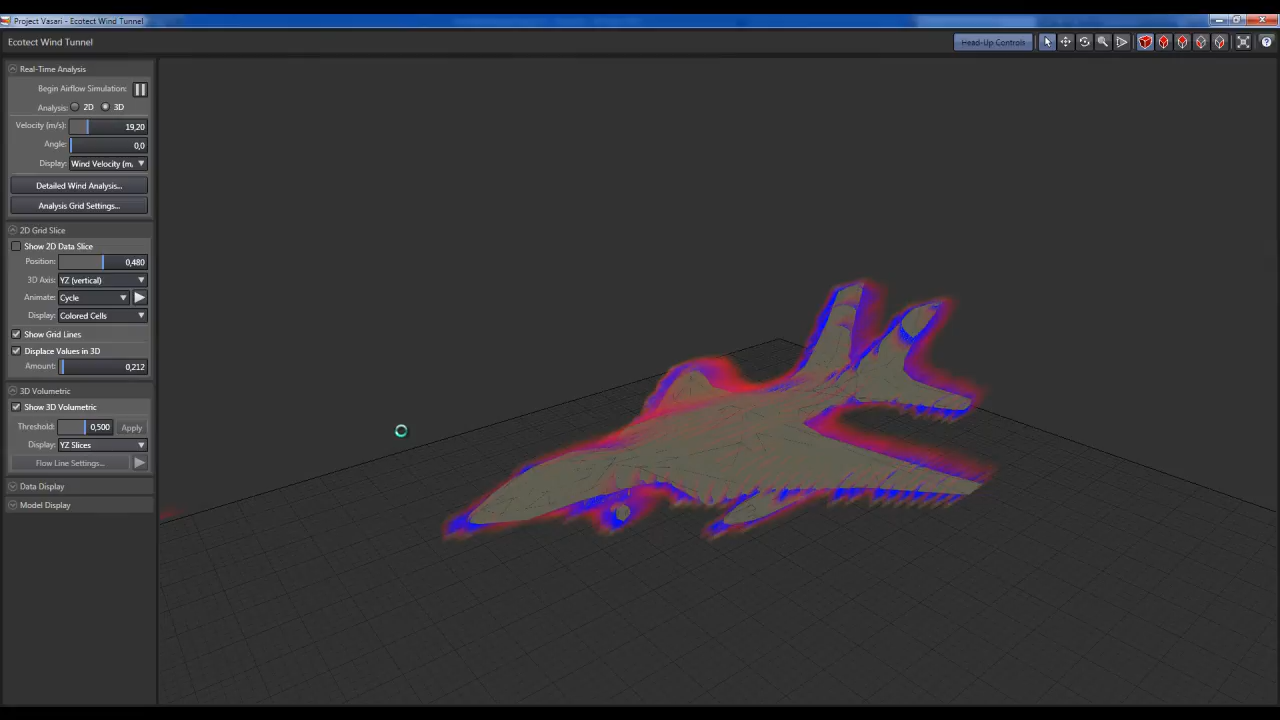 Project Vasari - Ecotect Wind Tunnel
Ecotect Wind Tunnel
Head-Up Controls
Real-Time Analysis
Begin Airflow Simulation:
Analysis: 2D 3D
Velocity (m/s): 19,20
Angle: 0,0
Display: Wind Velocity (m.
Detailed Wind Analysis...
Analysis Grid Settings...
2D Grid Slice
Show 2D Data Slice
Position: 0,480
3D Axis: YZ (vertical)
Animate: Cycle
Display: Colored Cells
Show Grid Lines
Displace Values in 3D
Amount: 0,212
3D Volumetric
Show 3D Volumetric
Threshold: 0,500 Apply
Display: YZ Slices
Flow Line Settings...
Data Display
Model Display